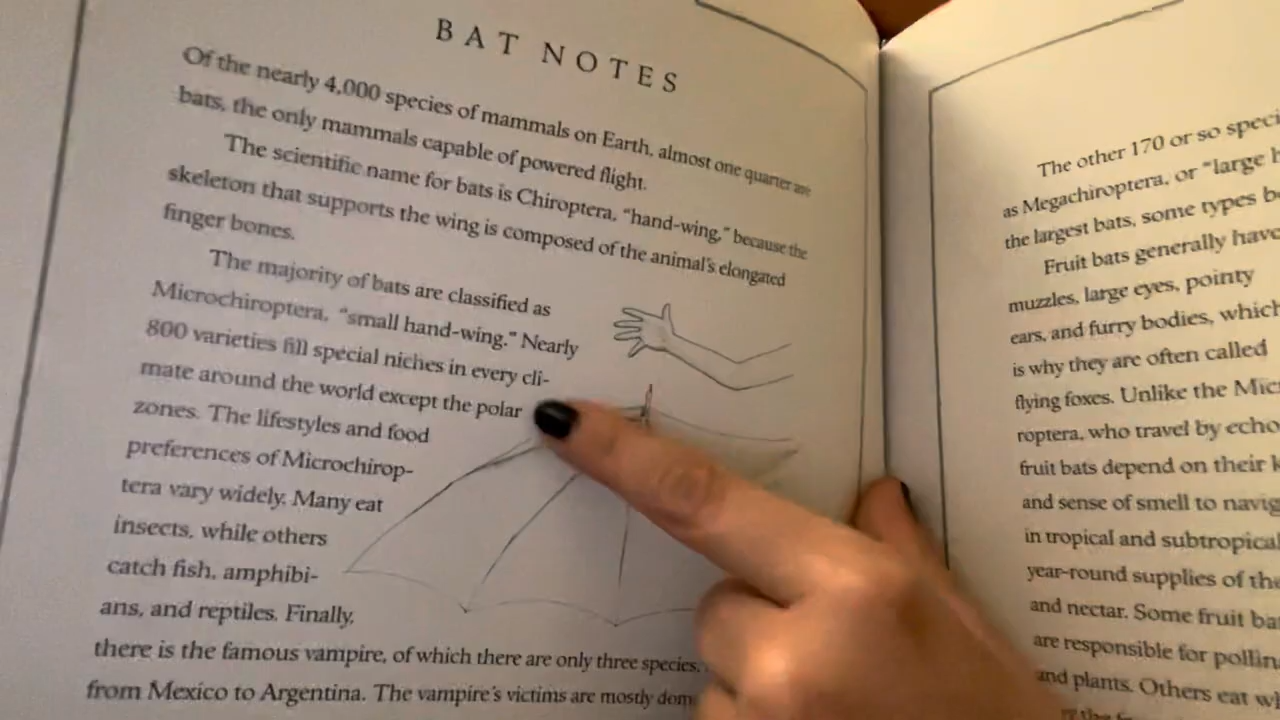 BAT NOTES
Of the nearly 4,000 species of mammals on Earth, almost one quarter are
bats, the only mammals capable of powered flight.
The scientific name for bats is Chiroptera, “hand-wing,” because the
skeleton that supports the wing is composed of the animal’s elongated
finger bones.
The majority of bats are classified as
Microchiroptera, “small hand-wing.” Nearly
800 varieties fill special niches in every cli-
mate around the world except the polar
zones. The lifestyles and food
preferences of Microchirop-
tera vary widely. Many eat
insects, while others
catch fish, amphibi-
ans, and reptiles. Finally,
there is the famous vampire, of which there are only three species,
from Mexico to Argentina. The vampire’s victims are mostly dom
The other 170 or so speci
as Megachiroptera, or “large h
the largest bats, some types b
Fruit bats generally have
muzzles, large eyes, pointy
ears, and furry bodies, which
is why they are often called
flying foxes. Unlike the Mic
roptera, who travel by echo
fruit bats depend on their k
and sense of smell to navig
in tropical and subtropical
year-round supplies of the
and nectar. Some fruit ba
are responsible for pollin
and plants. Others eat wh